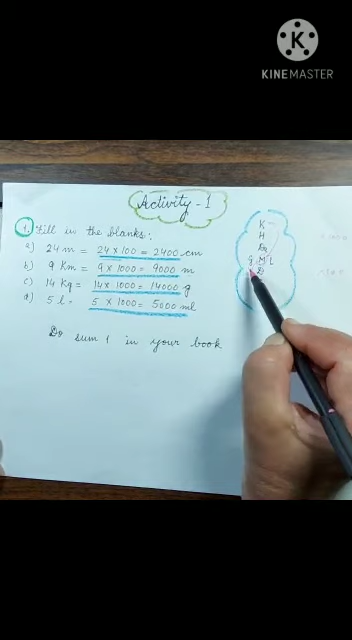 K
KINEMASTER
Activity - 1
1. Fill in the blanks:
a) 24 m = 24 x 100 = 2400 cm
b) 9 Km = 9 x 1000 = 9000 m
c) 14 Kg = 14 x 1000 = 14000 g
d) 5 l = 5 x 1000 = 5000 ml
Do sum 1 in your book
K
H
g M L
D